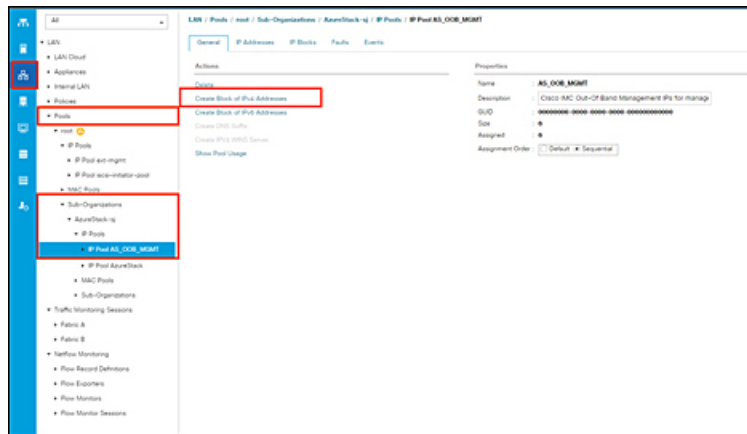 All
LAN / Pools / root / Sub-Organizations / AzureStack-sj / IP Pools / IP Pool AS_OOB_MGMT
LAN
LAN Cloud
Appliances
Internal LAN
Policies
Pools
root
IP Pools
IP Pool ext-mgmt
IP Pool iscsi-initiator-pool
MAC Pools
Sub-Organizations
AzureStack-sj
IP Pools
IP Pool AS_OOB_MGMT
IP Pool AzureStack
MAC Pools
Sub-Organizations
Traffic Monitoring Sessions
Fabric A
Fabric B
Netflow Monitoring
Flow Record Definitions
Flow Exporters
Flow Monitors
Flow Monitor Sessions
General IP Addresses IP Blocks Faults Events
Actions
Delete
Create Block of IPv4 Addresses
Create Block of IPv6 Addresses
Create DNS Suffix
Create IPv4 WINS Server
Show Pool Usage
Properties
Name : AS_OOB_MGMT
Description : Cisco IMC Out-Of Band Management IPs for manag
GUID : 00000000-0000-0000-0000-000000000000
Size : 0
Assigned : 0
Assignment Order : Default Sequential